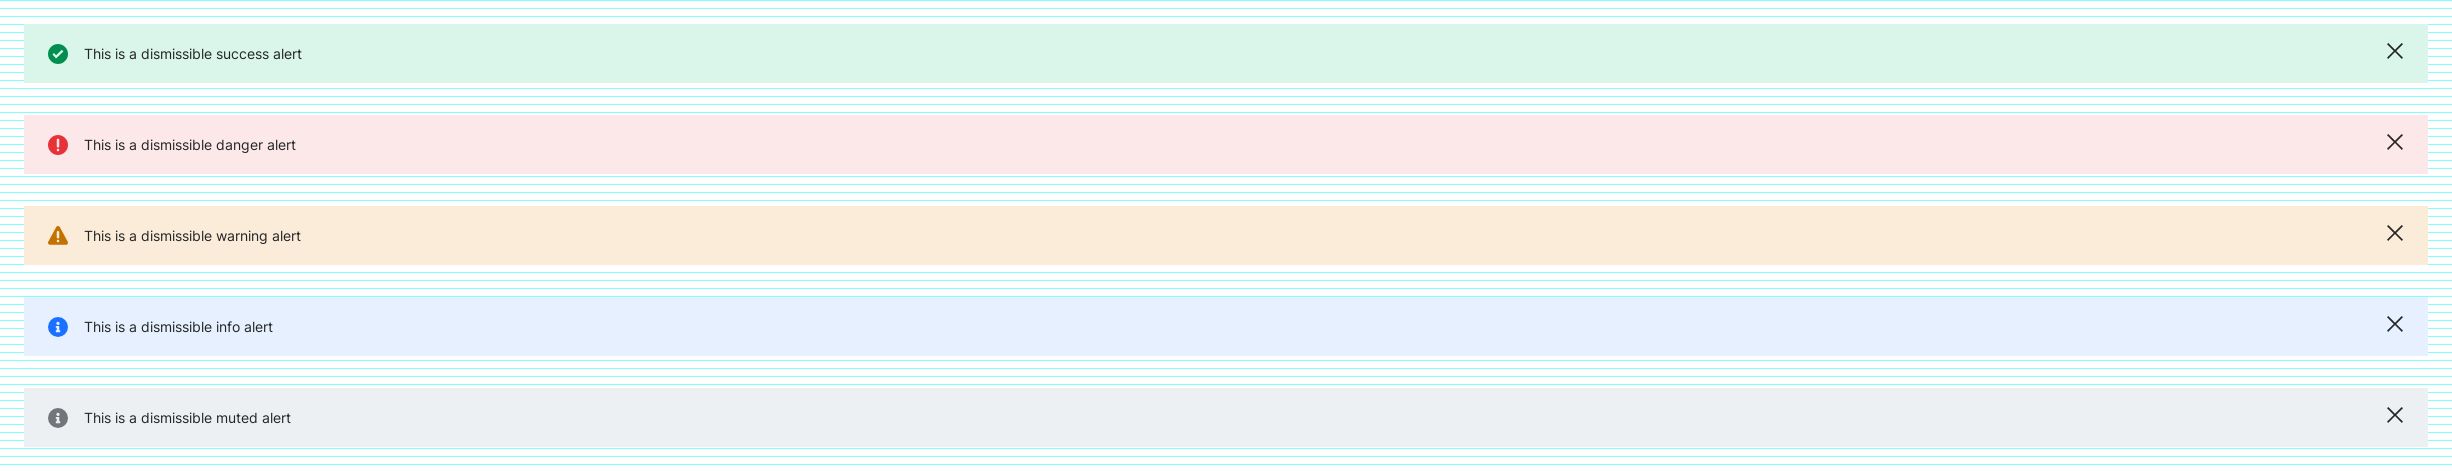 This is a dismissible success alert
This is a dismissible danger alert
This is a dismissible warning alert
This is a dismissible info alert
This is a dismissible muted alert